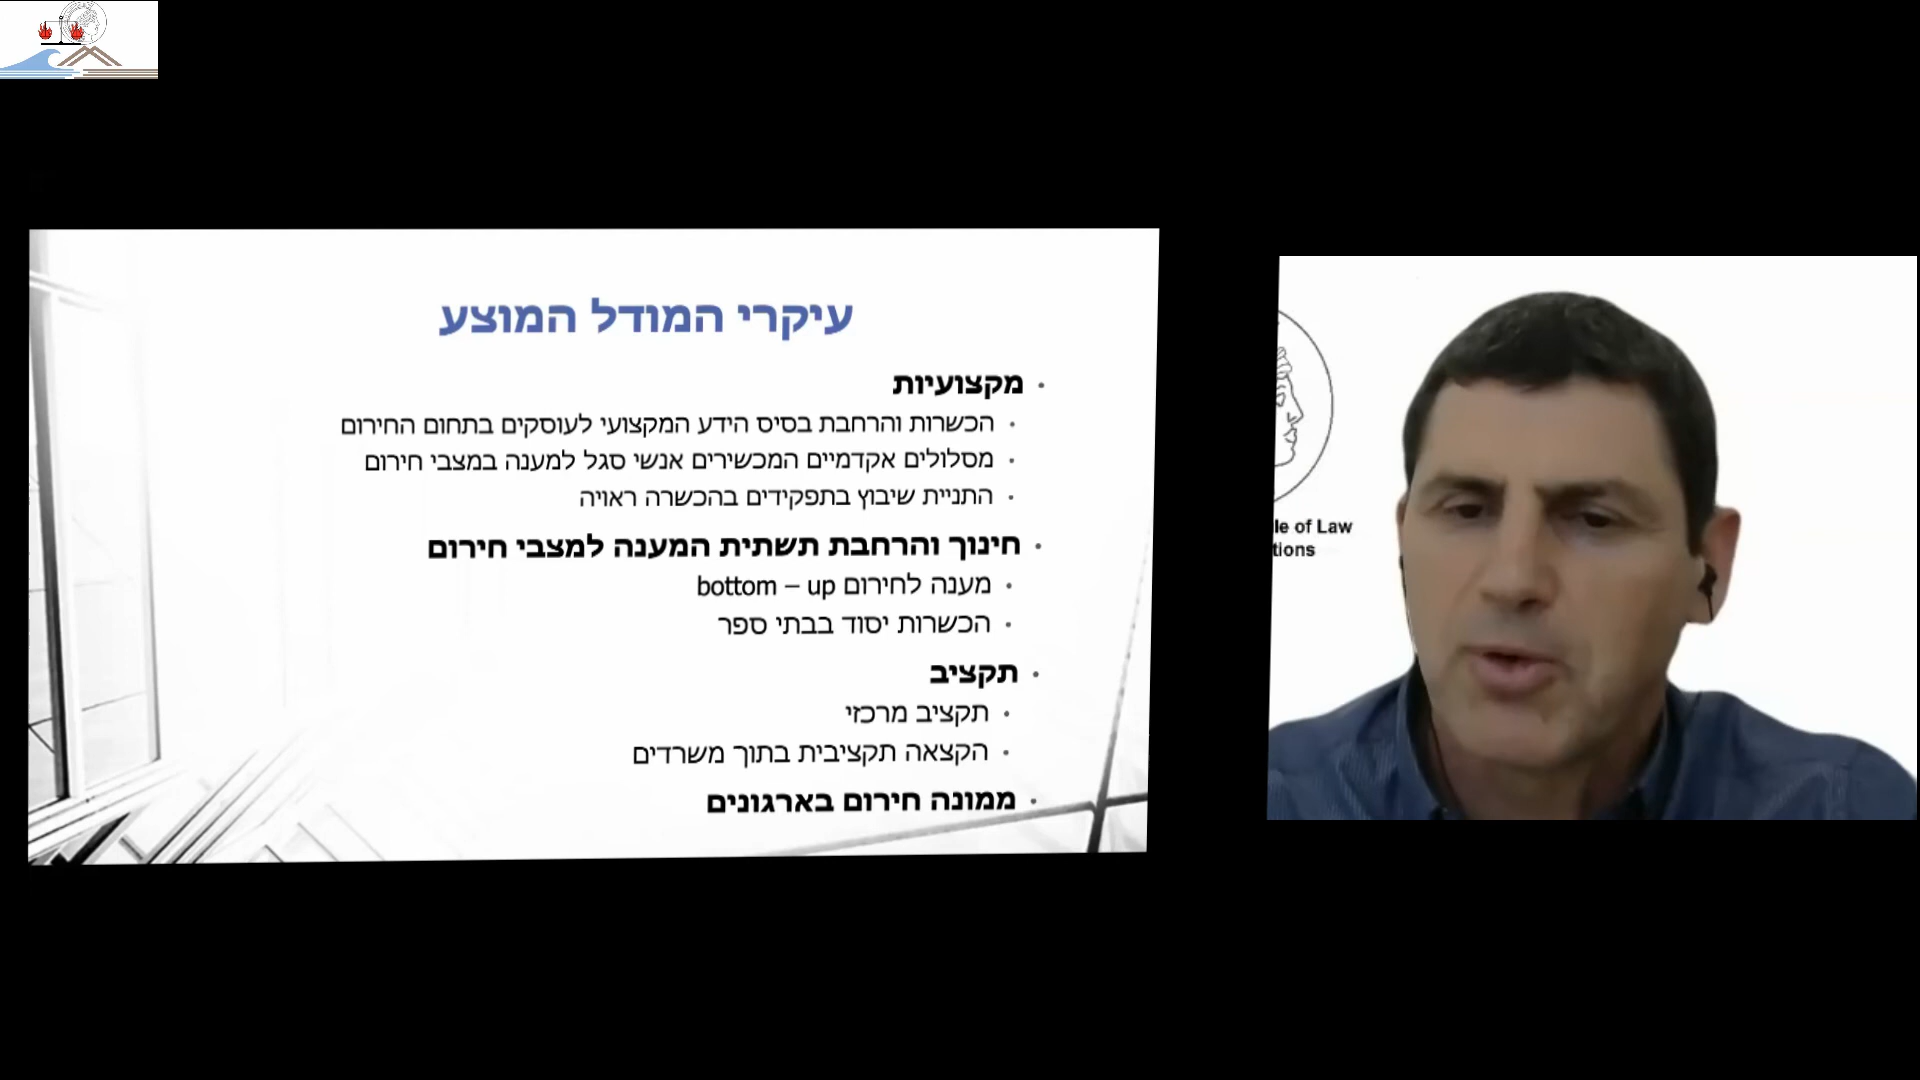 עיקרי המודל המוצע
מקצועיות
הכשרות והרחבת בסיס הידע המקצועי לעוסקים בתחום החירום
מסלולים אקדמיים המכשירים אנשי סגל למענה במצבי חירום
התניית שיבוץ בתפקידים בהכשרה ראויה
חינוך והרחבת תשתית המענה למצבי חירום
מענה לחירום bottom – up
הכשרות יסוד בבתי ספר
תקציב
תקציב מרכזי
הקצאה תקציבית בתוך משרדים
ממונה חירום בארגונים
le of Law
tions